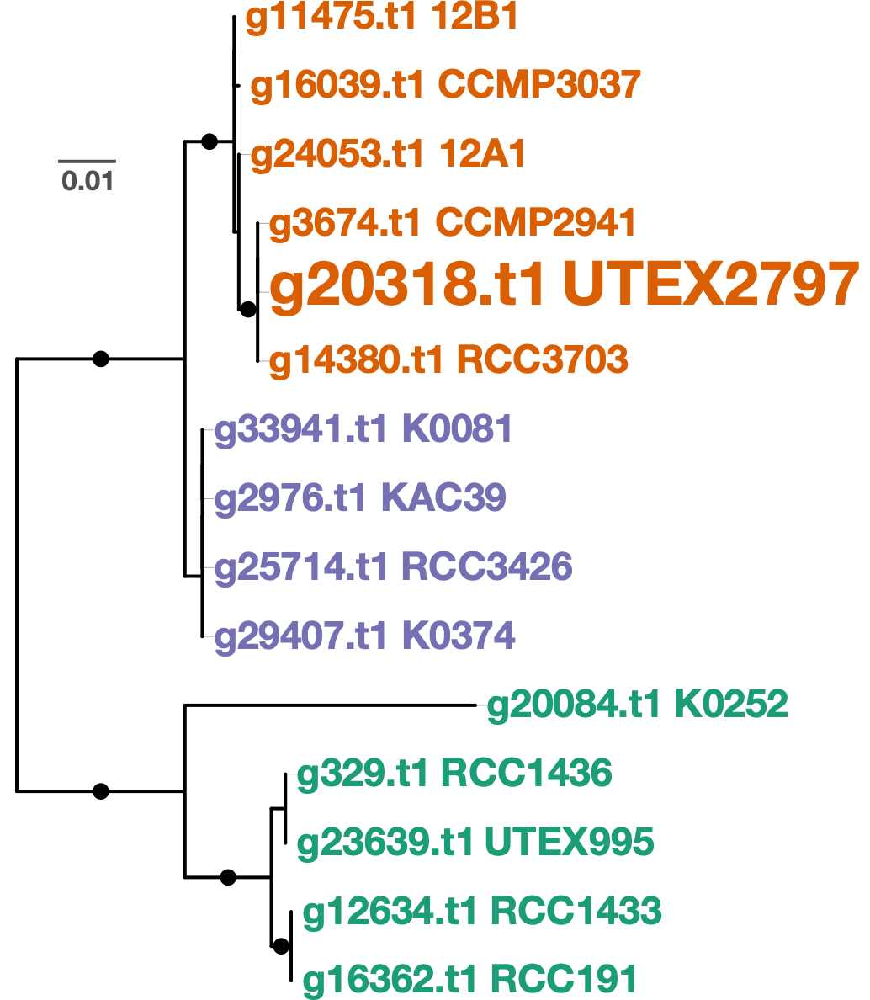 g11475.t1 12B1
g16039.t1 CCMP3037
g24053.t1 12A1
0.01
g3674.t1 CCMP2941
g20318.t1 UTEX2797
g14380.t1 RCC3703
g33941.t1 K0081
g2976.t1 KAC39
g25714.t1 RCC3426
g29407.t1 K0374
g20084.t1 K0252
g329.t1 RCC1436
g23639.t1 UTEX995
g12634.t1 RCC1433
g16362.t1 RCC191